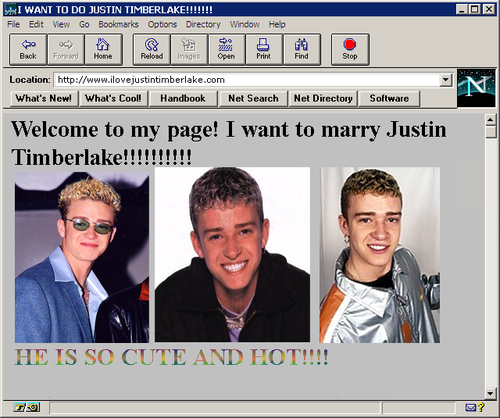 I WANT TO DO JUSTIN TIMBERLAKE!!!!!!!
File Edit View Go Bookmarks Options Directory Window Help
Back Forward Home Reload Images Open Print Find Stop
Location: http://www.ilovejustintimberlake.com
What's New! What's Cool! Handbook Net Search Net Directory Software
N
Welcome to my page! I want to marry Justin
Timberlake!!!!!!!!!!
HE IS SO CUTE AND HOT!!!!